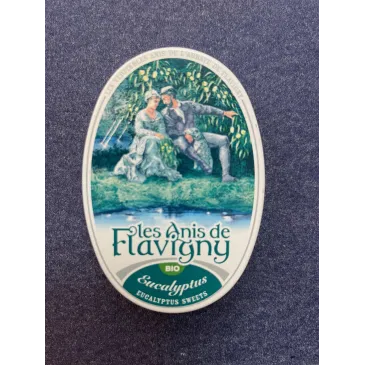 les Anis de
Flavigny
BIO
Eucalyptus
EUCALYPTUS SWEETS